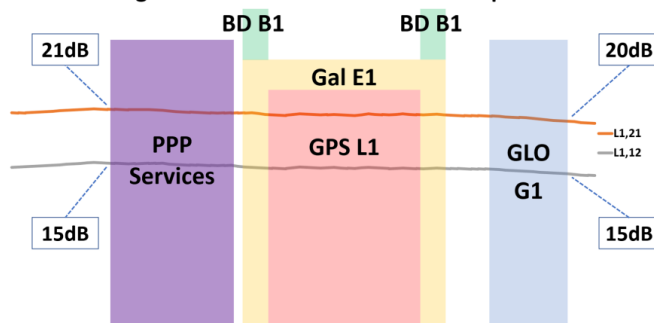 BD B1
BD B1
21dB
20dB
Gal E1
L1,21
L1,12
PPP
Services
GPS L1
GLO
G1
15dB
15dB